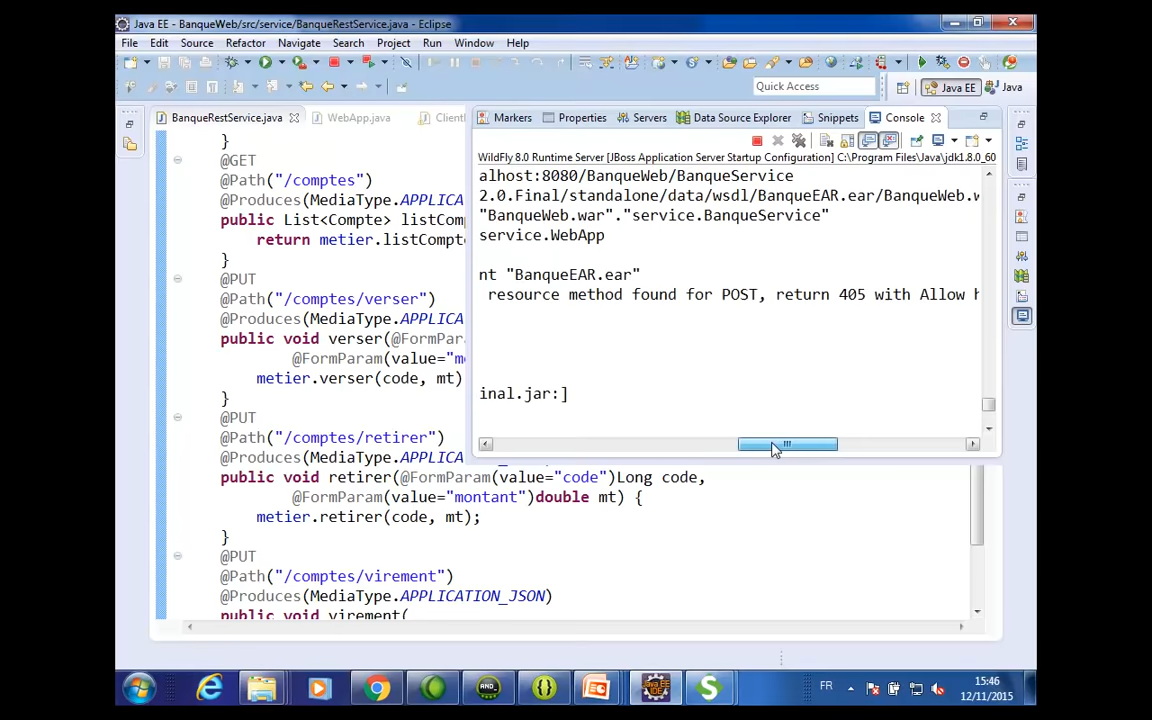 Java EE - BanqueWeb/src/service/BanqueRestService.java - Eclipse
File Edit Source Refactor Navigate Search Project Run Window Help
Quick Access
Java EE
Java
BanqueRestService.java
WebApp.java
Client
Markers
Properties
Servers
Data Source Explorer
Snippets
Console
WildFly 8.0 Runtime Server [JBoss Application Server Startup Configuration] C:\Program Files\Java\jdk1.8.0_60
alhost:8080/BanqueWeb/BanqueService
2.0.Final/standalone/data/wsdl/BanqueEAR.ear/BanqueWeb.w
"BanqueWeb.war"."service.BanqueService"
service.WebApp
nt "BanqueEAR.ear"
resource method found for POST, return 405 with Allow h
inal.jar:]
}
@GET
@Path("/comptes")
@Produces(MediaType.APPLICA
public List<Compte> listCom
return metier.listCompt
}
@PUT
@Path("/comptes/verser")
@Produces(MediaType.APPLICA
public void verser(@FormPar
@FormParam(value="m
metier.verser(code, mt)
}
@PUT
@Path("/comptes/retirer")
@Produces(MediaType.APPLICA
public void retirer(@FormParam(value="code")Long code,
@FormParam(value="montant")double mt) {
metier.retirer(code, mt);
}
@PUT
@Path("/comptes/virement")
@Produces(MediaType.APPLICATION_JSON)
public void virement(
FR
15:46
12/11/2015